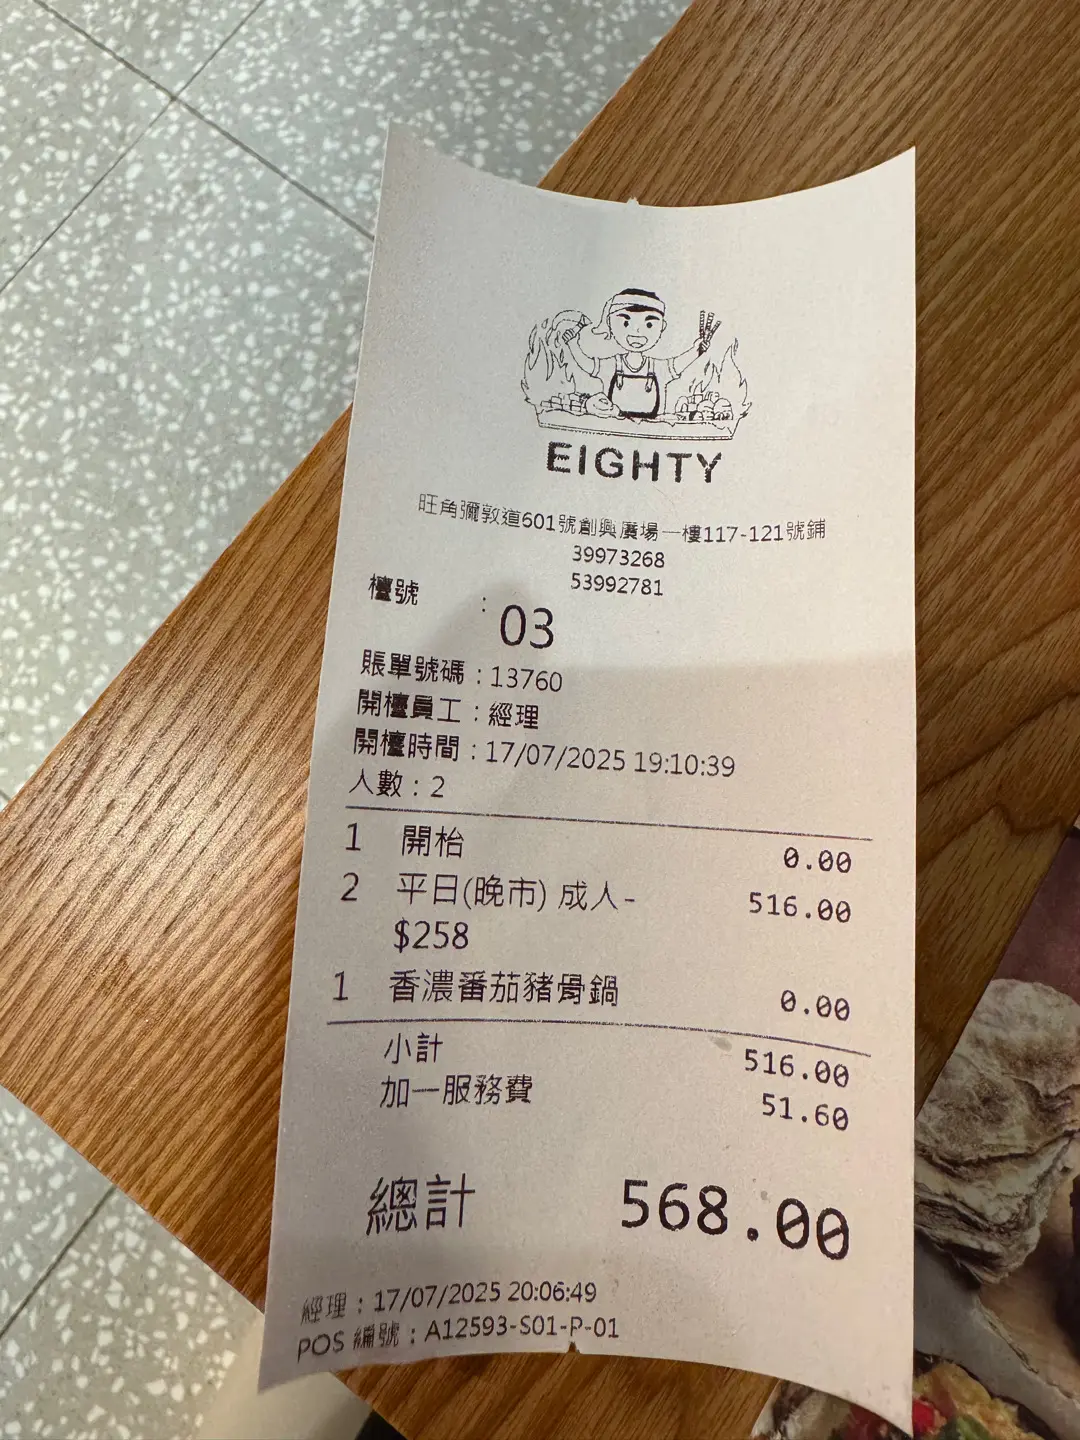 EIGHTY
旺角彌敦道601號創興廣場一樓117-121號鋪
39973268
53992781
檯號 : 03
賬單號碼 : 13760
開檯員工 : 經理
開檯時間 : 17/07/2025 19:10:39
人數 : 2
1 開枱 0.00
2 平日(晚市) 成人- 516.00
$258
1 香濃番茄豬骨鍋 0.00
小計 516.00
加一服務費 51.60
總計 568.00
經理 : 17/07/2025 20:06:49
POS 編號 : A12593-S01-P-01